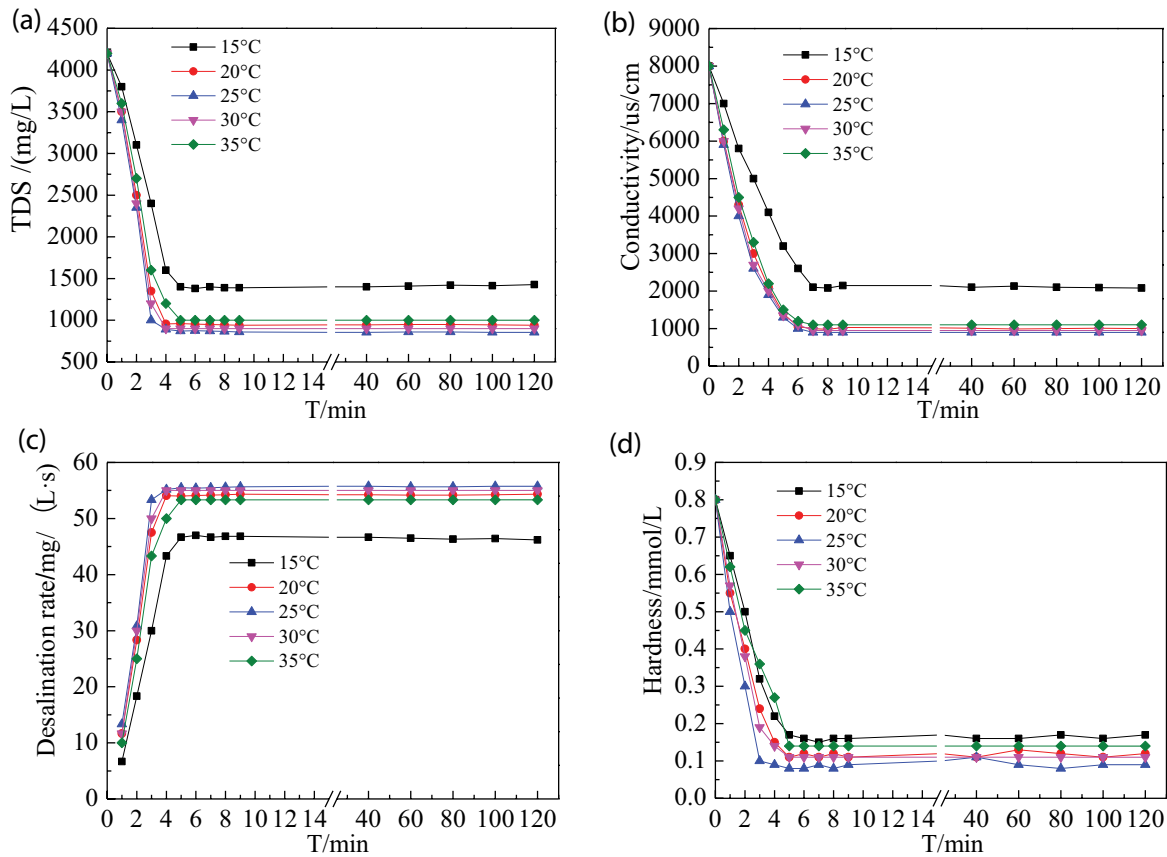 (a)
TDS /(mg/L)
4500
4000
3500
3000
2500
2000
1500
1000
500
15°C
20°C
25°C
30°C
35°C
0 2 4 6 8 10 12 14 40 60 80 100 120
T/min
(b)
Conductivity/us/cm
9000
8000
7000
6000
5000
4000
3000
2000
1000
0
15°C
20°C
25°C
30°C
35°C
0 2 4 6 8 10 12 14 40 60 80 100 120
T/min
(c)
Desalination rate/mg/ (L·s)
60
50
40
30
20
10
0
15°C
20°C
25°C
30°C
35°C
0 2 4 6 8 10 12 14 40 60 80 100 120
T/min
(d)
Hardness/mmol/L
0.9
0.8
0.7
0.6
0.5
0.4
0.3
0.2
0.1
0.0
15°C
20°C
25°C
30°C
35°C
0 2 4 6 8 10 12 14 40 60 80 100 120
T/min